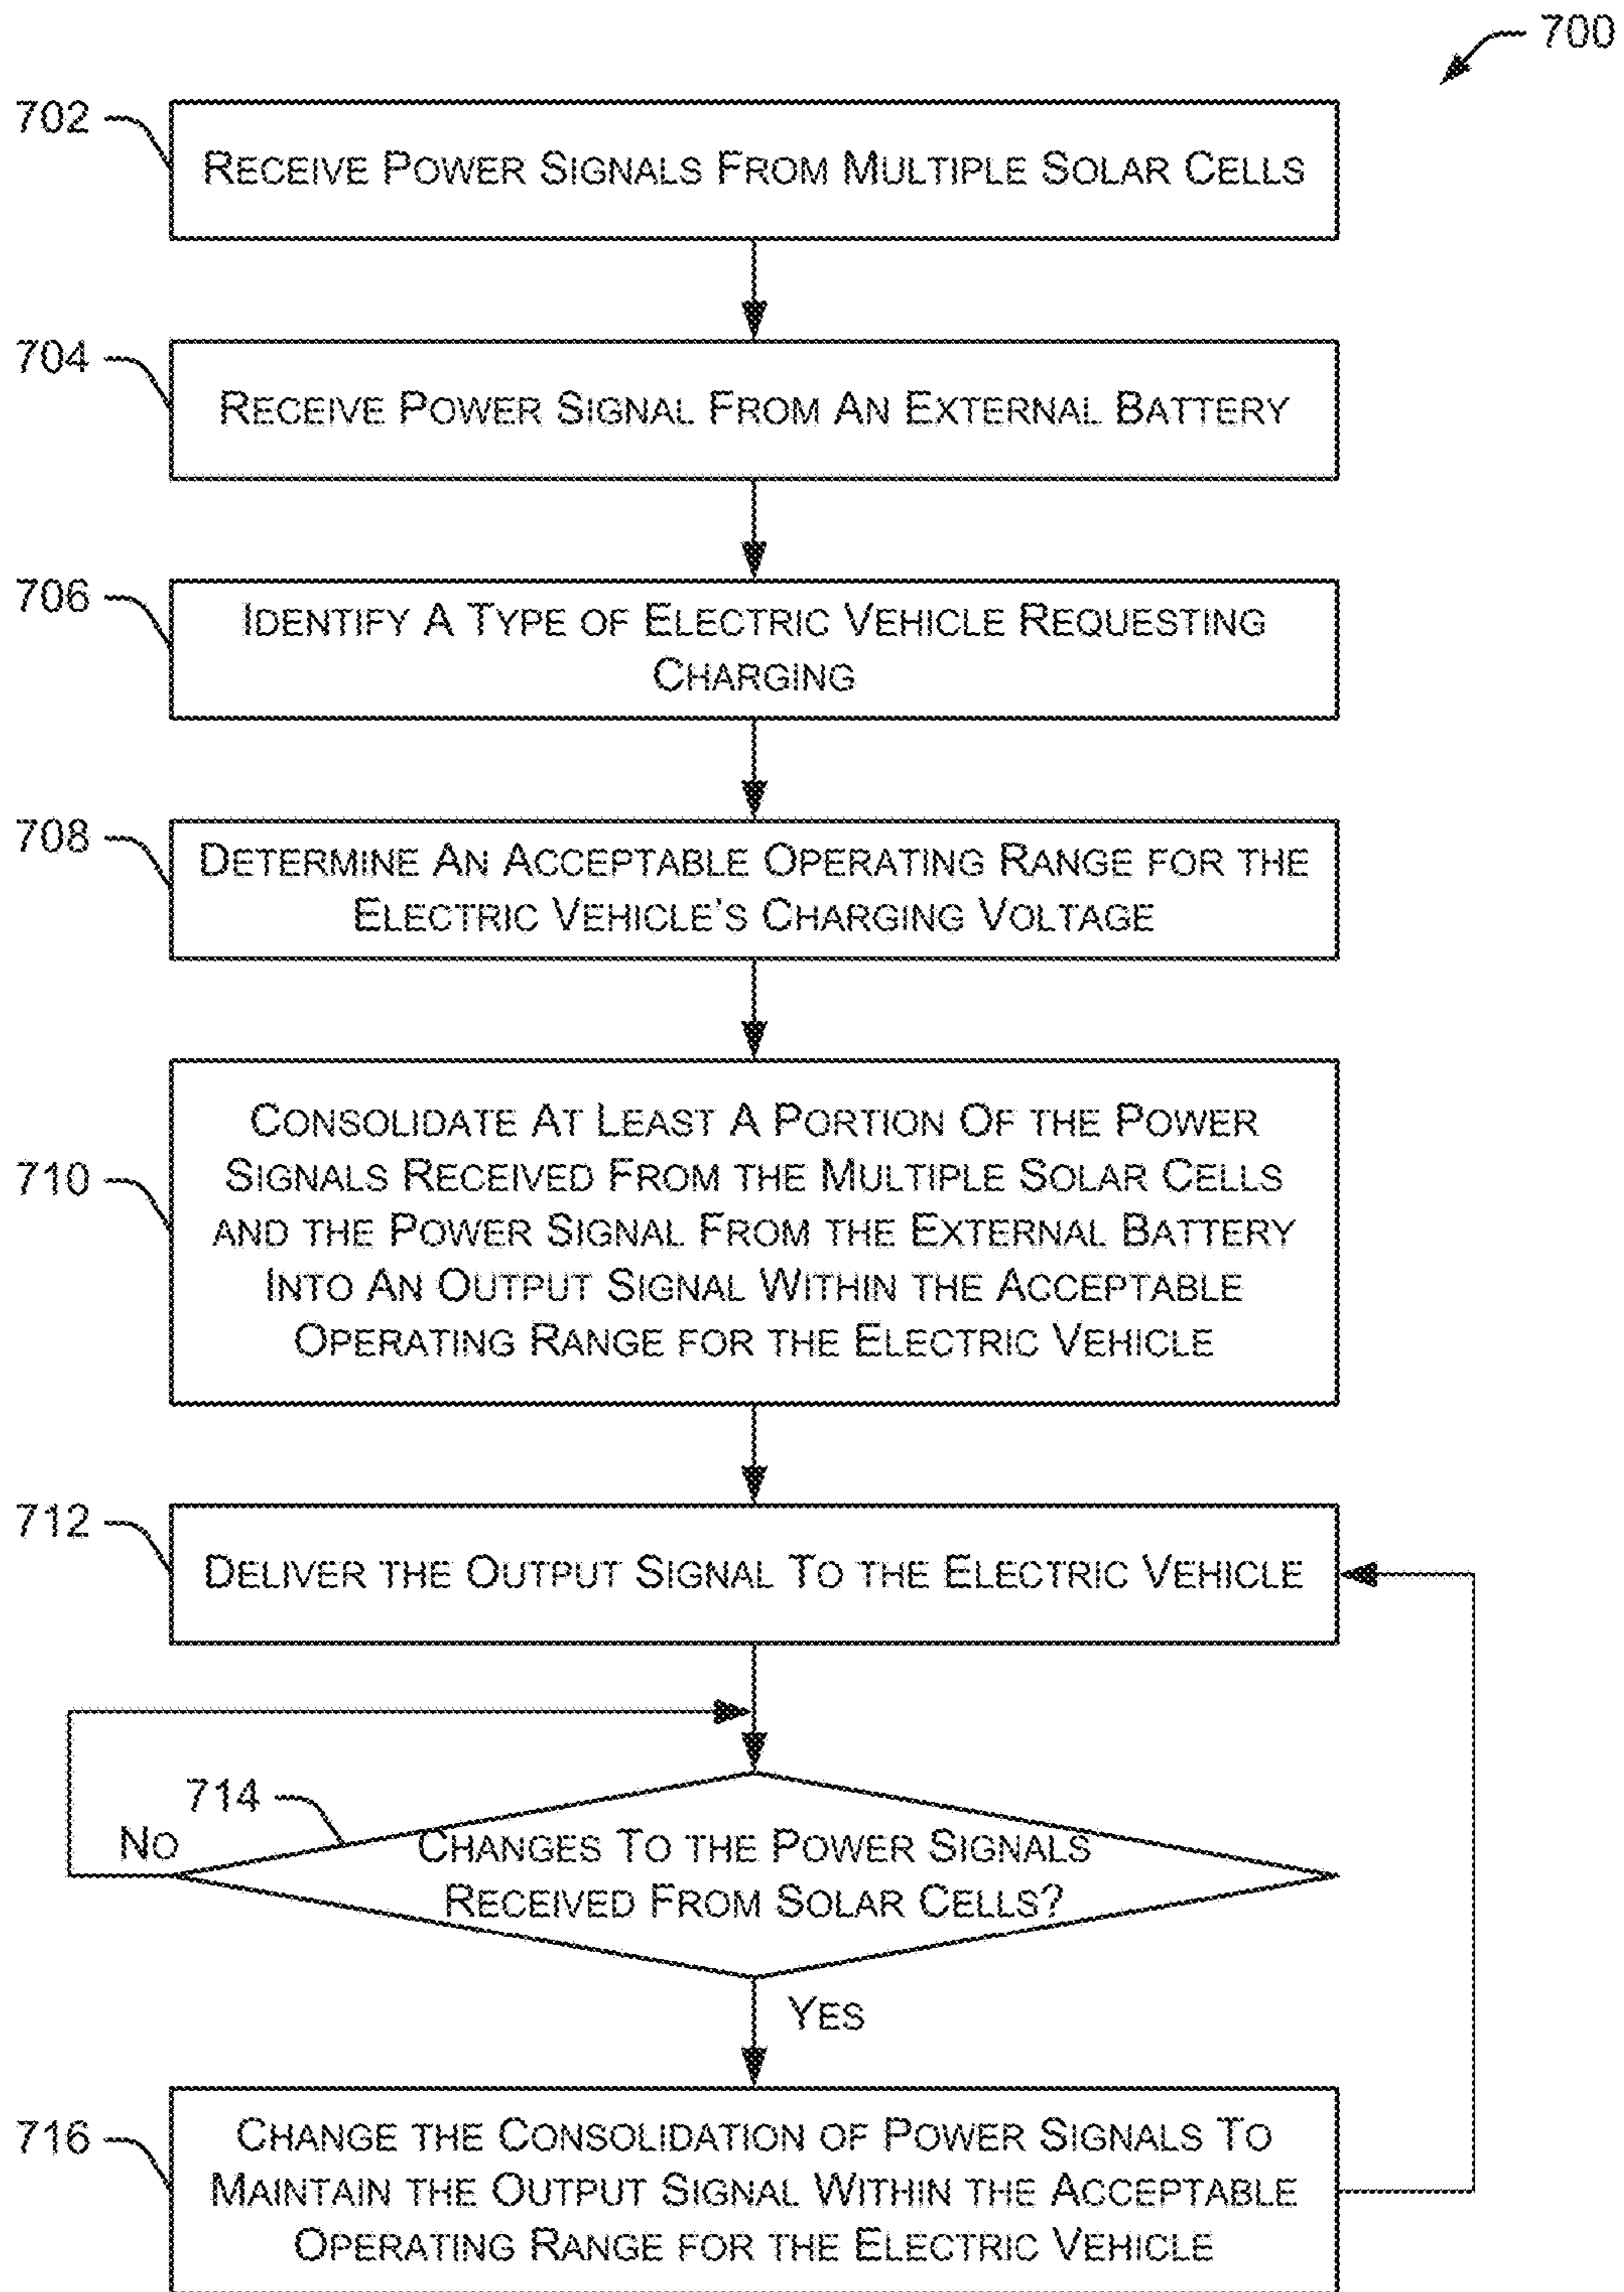 700
702
RECEIVE POWER SIGNALS FROM MULTIPLE SOLAR CELLS
704
RECEIVE POWER SIGNAL FROM AN EXTERNAL BATTERY
706
IDENTIFY A TYPE OF ELECTRIC VEHICLE REQUESTING
CHARGING
708
DETERMINE AN ACCEPTABLE OPERATING RANGE FOR THE
ELECTRIC VEHICLE'S CHARGING VOLTAGE
710
CONSOLIDATE AT LEAST A PORTION OF THE POWER
SIGNALS RECEIVED FROM THE MULTIPLE SOLAR CELLS
AND THE POWER SIGNAL FROM THE EXTERNAL BATTERY
INTO AN OUTPUT SIGNAL WITHIN THE ACCEPTABLE
OPERATING RANGE FOR THE ELECTRIC VEHICLE
712
DELIVER THE OUTPUT SIGNAL TO THE ELECTRIC VEHICLE
714
NO
CHANGES TO THE POWER SIGNALS
RECEIVED FROM SOLAR CELLS?
YES
716
CHANGE THE CONSOLIDATION OF POWER SIGNALS TO
MAINTAIN THE OUTPUT SIGNAL WITHIN THE ACCEPTABLE
OPERATING RANGE FOR THE ELECTRIC VEHICLE